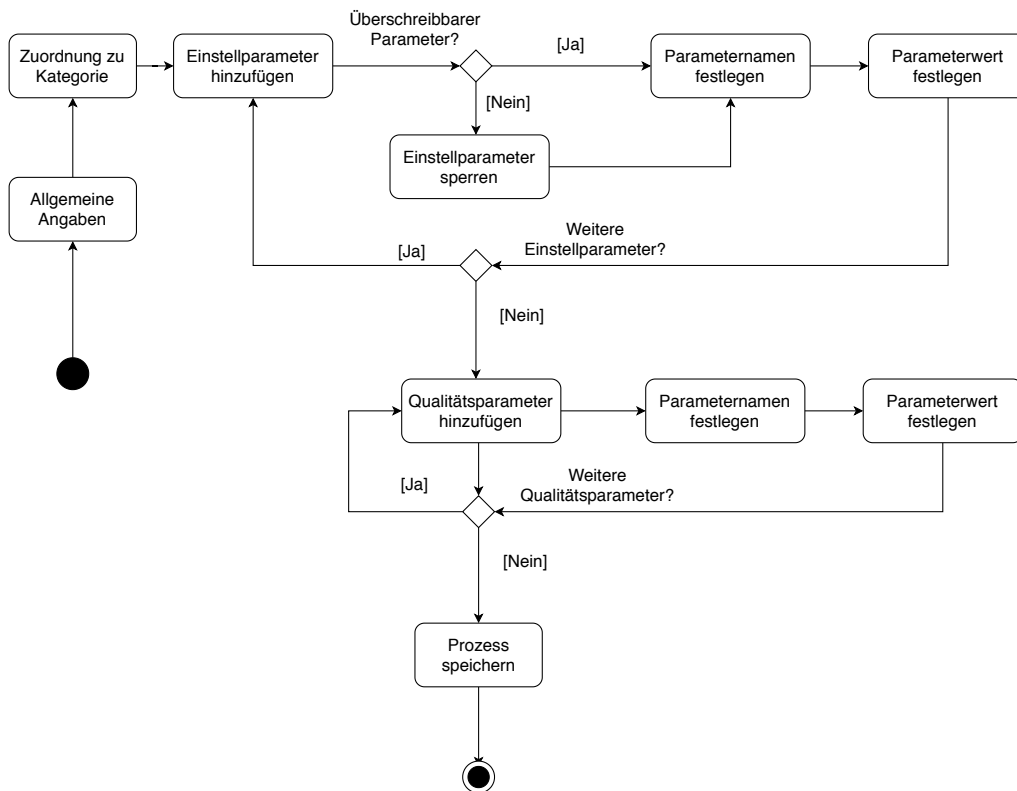 Überschreibbarer
Parameter?
Zuordnung zu
Kategorie
Einstellparameter
hinzufügen
[Ja]
Parameternamen
festlegen
Parameterwert
festlegen
[Nein]
Einstellparameter
sperren
Allgemeine
Angaben
[Ja]
Weitere
Einstellparameter?
[Nein]
Qualitätsparameter
hinzufügen
Parameternamen
festlegen
Parameterwert
festlegen
[Ja]
Weitere
Qualitätsparameter?
[Nein]
Prozess
speichern